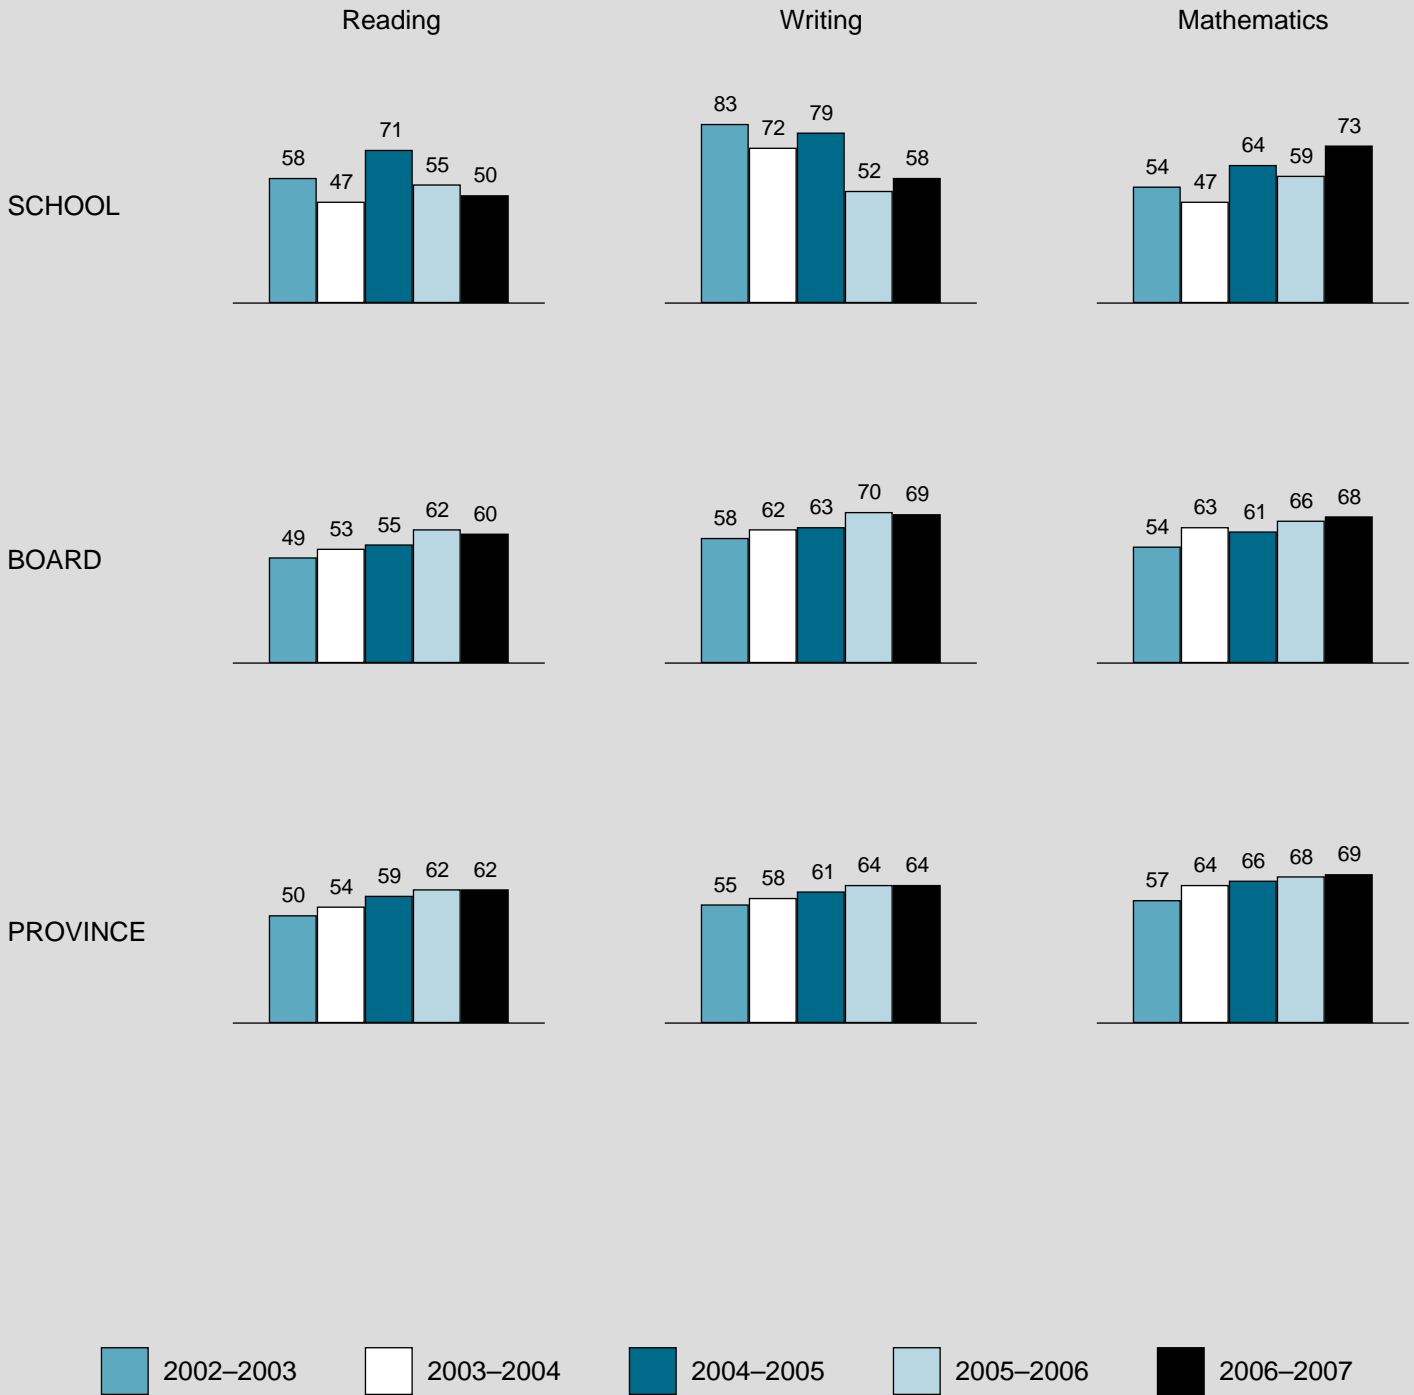 Reading Writing Mathematics
SCHOOL
58 47 71 55 50
83 72 79 52 58
54 47 64 59 73
BOARD
49 53 55 62 60
58 62 63 70 69
54 63 61 66 68
PROVINCE
50 54 59 62 62
55 58 61 64 64
57 64 66 68 69
2002–2003 2003–2004 2004–2005 2005–2006 2006–2007